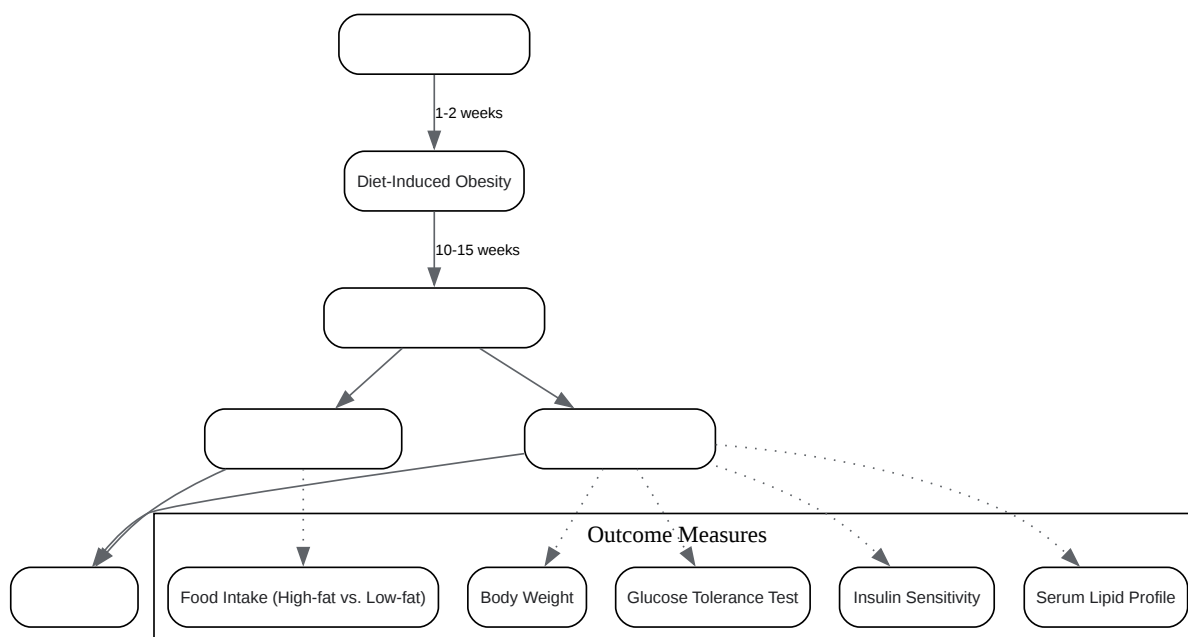 1-2 weeks
Diet-Induced Obesity
10-15 weeks
Outcome Measures
Food Intake (High-fat vs. Low-fat)
Body Weight
Glucose Tolerance Test
Insulin Sensitivity
Serum Lipid Profile